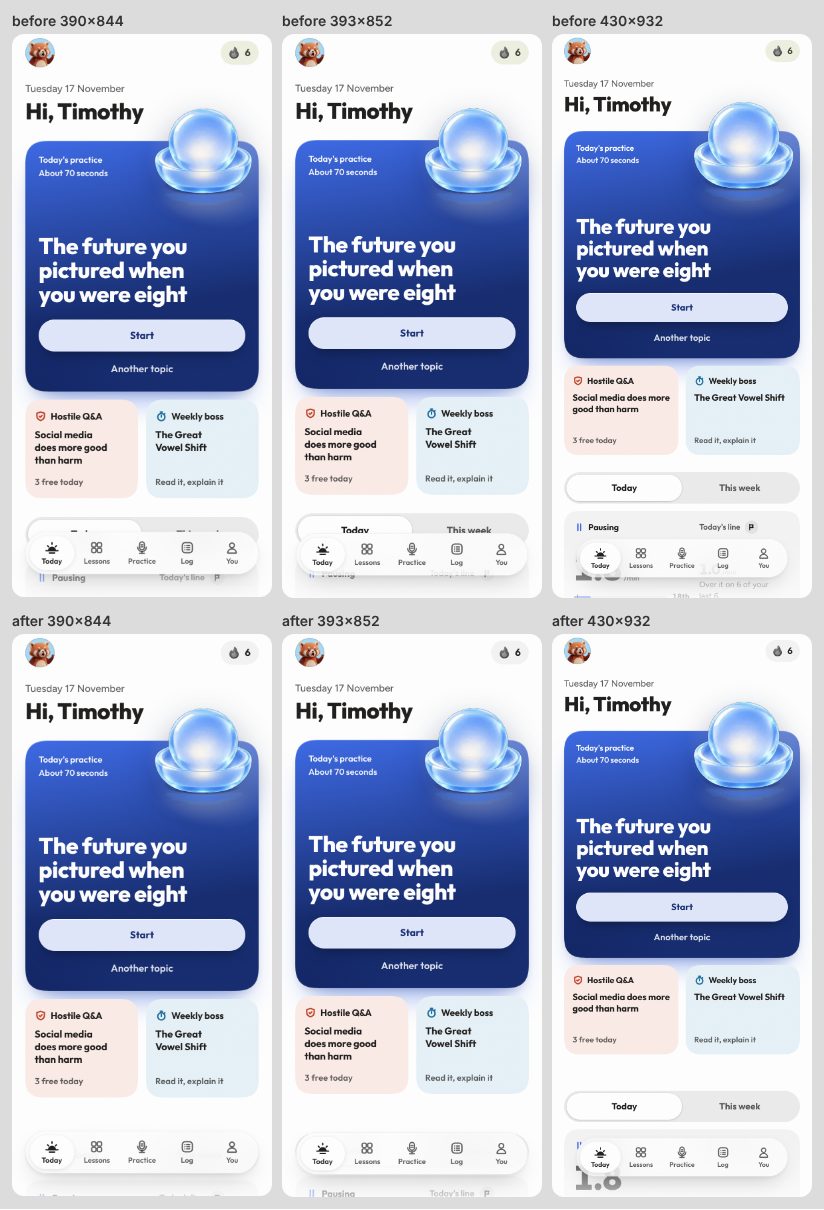 before 390×844
6
Tuesday 17 November
Hi, Timothy
Today's practice
About 70 seconds
The future you
pictured when
you were eight
Start
Another topic
Hostile Q&A
Social media
does more good
than harm
3 free today
Weekly boss
The Great
Vowel Shift
Read it, explain it
Today
Lessons
Practice
Log
You
Pausing
Today's line
before 393×852
6
Tuesday 17 November
Hi, Timothy
Today's practice
About 70 seconds
The future you
pictured when
you were eight
Start
Another topic
Hostile Q&A
Social media
does more good
than harm
3 free today
Weekly boss
The Great
Vowel Shift
Read it, explain it
Today
This week
Today
Lessons
Practice
Log
You
Pausing
before 430×932
6
Tuesday 17 November
Hi, Timothy
Today's practice
About 70 seconds
The future you
pictured when
you were eight
Start
Another topic
Hostile Q&A
Social media does more
good than harm
3 free today
Weekly boss
The Great Vowel Shift
Read it, explain it
Today
This week
Pausing
Today's line
P
Today
Lessons
Practice
Log
You
Over it on 6 of your
after 390×844
6
Tuesday 17 November
Hi, Timothy
Today's practice
About 70 seconds
The future you
pictured when
you were eight
Start
Another topic
Hostile Q&A
Social media
does more good
than harm
3 free today
Weekly boss
The Great
Vowel Shift
Read it, explain it
Today
Lessons
Practice
Log
You
after 393×852
6
Tuesday 17 November
Hi, Timothy
Today's practice
About 70 seconds
The future you
pictured when
you were eight
Start
Another topic
Hostile Q&A
Social media
does more good
than harm
3 free today
Weekly boss
The Great
Vowel Shift
Read it, explain it
Today
Lessons
Practice
Log
You
Pausing
Today's line
after 430×932
6
Tuesday 17 November
Hi, Timothy
Today's practice
About 70 seconds
The future you
pictured when
you were eight
Start
Another topic
Hostile Q&A
Social media does more
good than harm
3 free today
Weekly boss
The Great Vowel Shift
Read it, explain it
Today
This week
Today
Lessons
Practice
Log
You
1.8